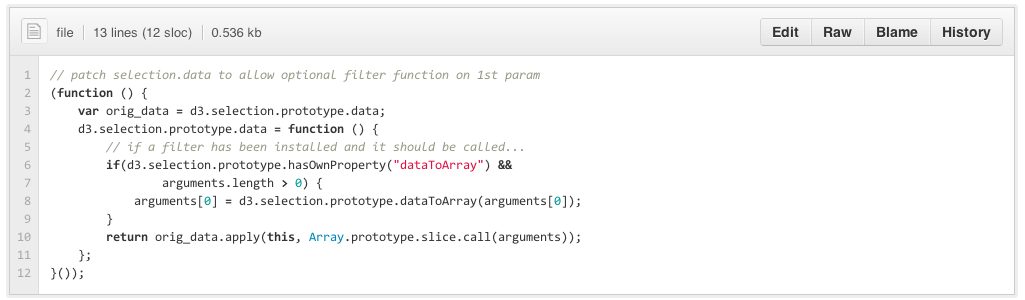 file 13 lines (12 sloc) 0.536 kb Edit Raw Blame History
1 // patch selection.data to allow optional filter function on 1st param
2 (function () {
3     var orig_data = d3.selection.prototype.data;
4     d3.selection.prototype.data = function () {
5         // if a filter has been installed and it should be called...
6         if(d3.selection.prototype.hasOwnProperty("dataToArray") &&
7                 arguments.length > 0) {
8             arguments[0] = d3.selection.prototype.dataToArray(arguments[0]);
9         }
10         return orig_data.apply(this, Array.prototype.slice.call(arguments));
11     };
12 }());